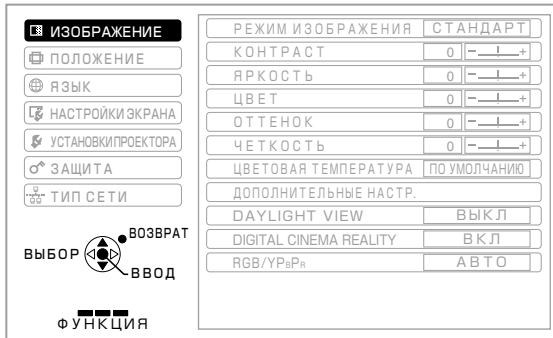 ИЗОБРАЖЕНИЕ
ПОЛОЖЕНИЕ
ЯЗЫК
НАСТРОЙКИ ЭКРАНА
УСТАНОВКИ ПРОЕКТОРА
ЗАЩИТА
ТИП СЕТИ
ВОЗВРАТ
ВЫБОР
ВВОД
ФУНКЦИЯ
РЕЖИМ ИЗОБРАЖЕНИЯ СТАНДАРТ
КОНТРАСТ 0 - +
ЯРКОСТЬ 0 - +
ЦВЕТ 0 - +
ОТТЕНОК 0 - +
ЧЕТКОСТЬ 0 - +
ЦВЕТОВАЯ ТЕМПЕРАТУРА ПО УМОЛЧАНИЮ
ДОПОЛНИТЕЛЬНЫЕ НАСТР.
DAYLIGHT VIEW ВЫКЛ
DIGITAL CINEMA REALITY ВКЛ
RGB/YPBPR АВТО